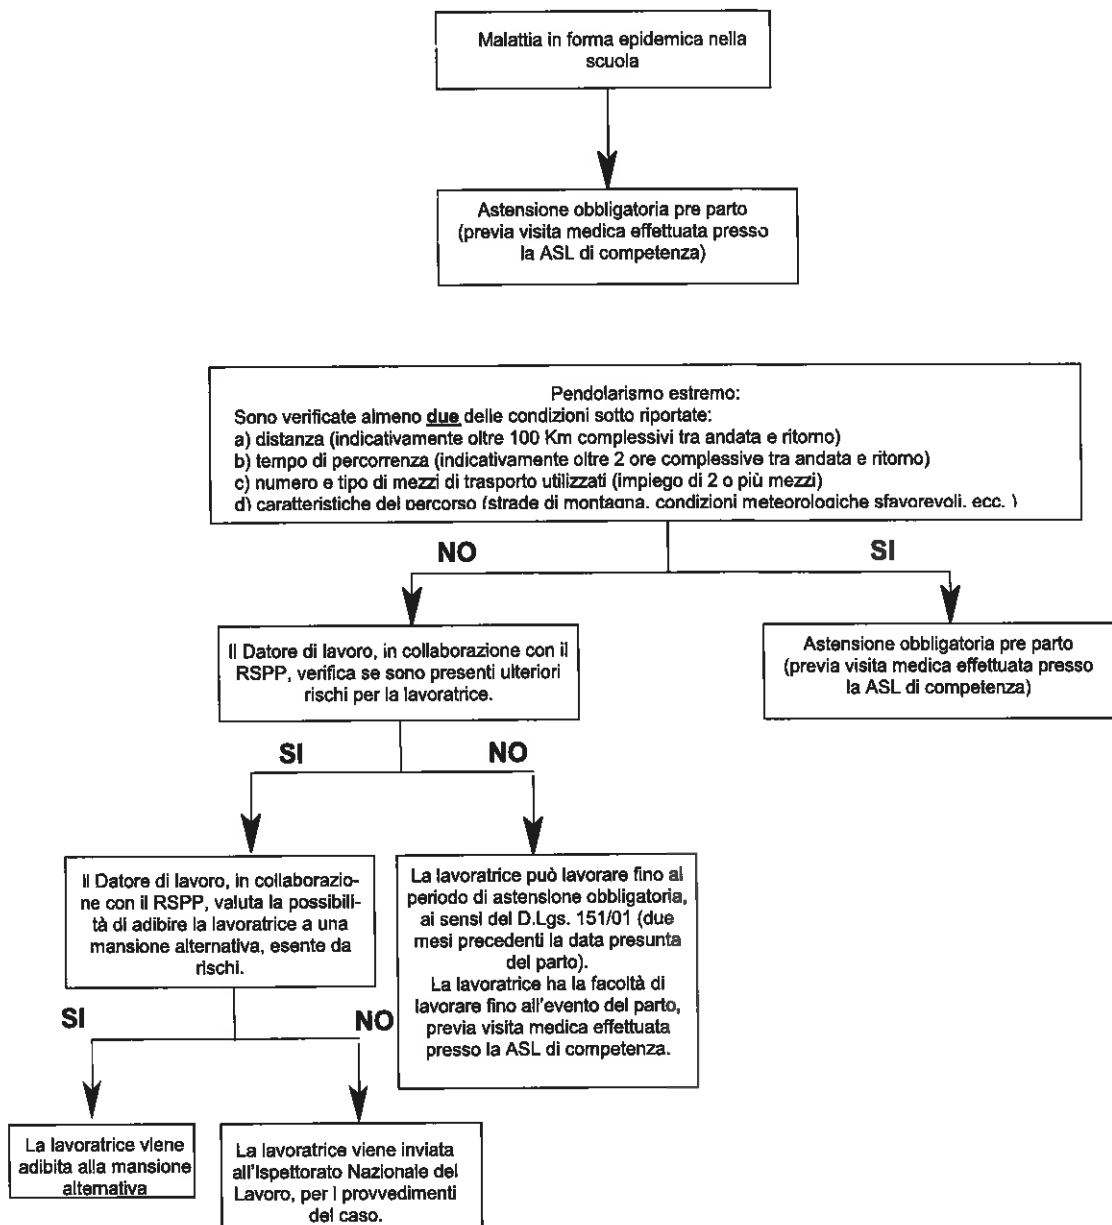 Malattia in forma epidemica nella
scuola
Astensione obbligatoria pre parto
(previa visita medica effettuata presso
la ASL di competenza)
Pendolarismo estremo:
Sono verificate almeno due delle condizioni sotto riportate:
a) distanza (indicativamente oltre 100 Km complessivi tra andata e ritorno)
b) tempo di percorrenza (indicativamente oltre 2 ore complessive tra andata e ritorno)
c) numero e tipo di mezzi di trasporto utilizzati (impiego di 2 o più mezzi)
d) caratteristiche del percorso (strade di montagna, condizioni meteorologiche sfavorevoli, ecc. )
NO
SI
Il Datore di lavoro, in collaborazione con il
RSPP, verifica se sono presenti ulteriori
rischi per la lavoratrice.
Astensione obbligatoria pre parto
(previa visita medica effettuata presso
la ASL di competenza)
SI
NO
Il Datore di lavoro, in collaborazio-
ne con il RSPP, valuta la possibili-
tà di adibire la lavoratrice a una
mansione alternativa, esente da
rischi.
La lavoratrice può lavorare fino al
periodo di astensione obbligatoria,
ai sensi del D.Lgs. 151/01 (due
mesi precedenti la data presunta
del parto).
La lavoratrice ha la facoltà di
lavorare fino all'evento del parto,
previa visita medica effettuata
presso la ASL di competenza.
SI
NO
La lavoratrice viene
adibita alla mansione
alternativa
La lavoratrice viene inviata
all'Ispettorato Nazionale del
Lavoro, per i provvedimenti
del caso.